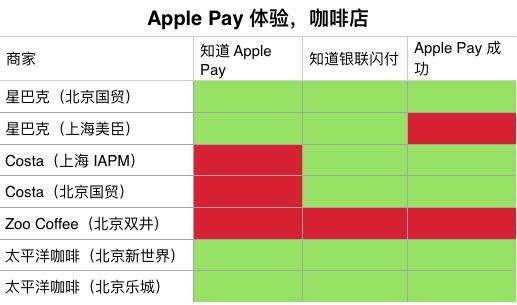 Apple Pay 体验，咖啡店
商家
知道 Apple
Pay
知道银联闪付
Apple Pay 成
功
星巴克（北京国贸）
星巴克（上海美臣）
Costa（上海 IAPM）
Costa（北京国贸）
Zoo Coffee（北京双井）
太平洋咖啡（北京新世界）
太平洋咖啡（北京乐城）